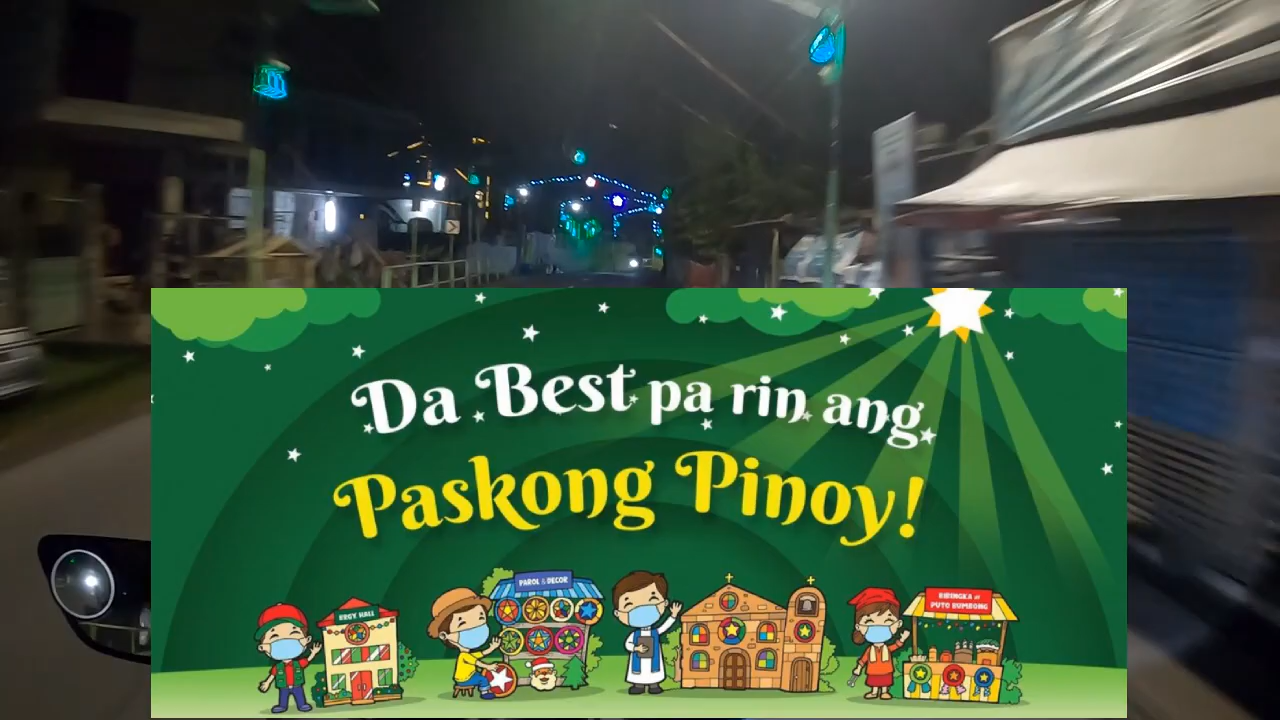 Da Best pa rin ang
Paskong Pinoy!
PAROL & DECOR
BRGY HALL
BIBINGKA at
PUTO BUMBONG